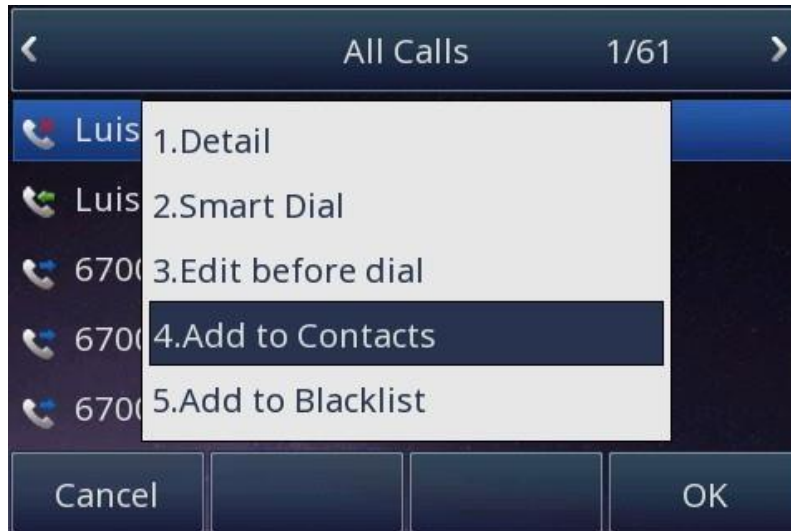 All Calls 1/61
Luis
1.Detail
Luis
2.Smart Dial
670
3.Edit before dial
670
4.Add to Contacts
670
5.Add to Blacklist
Cancel OK